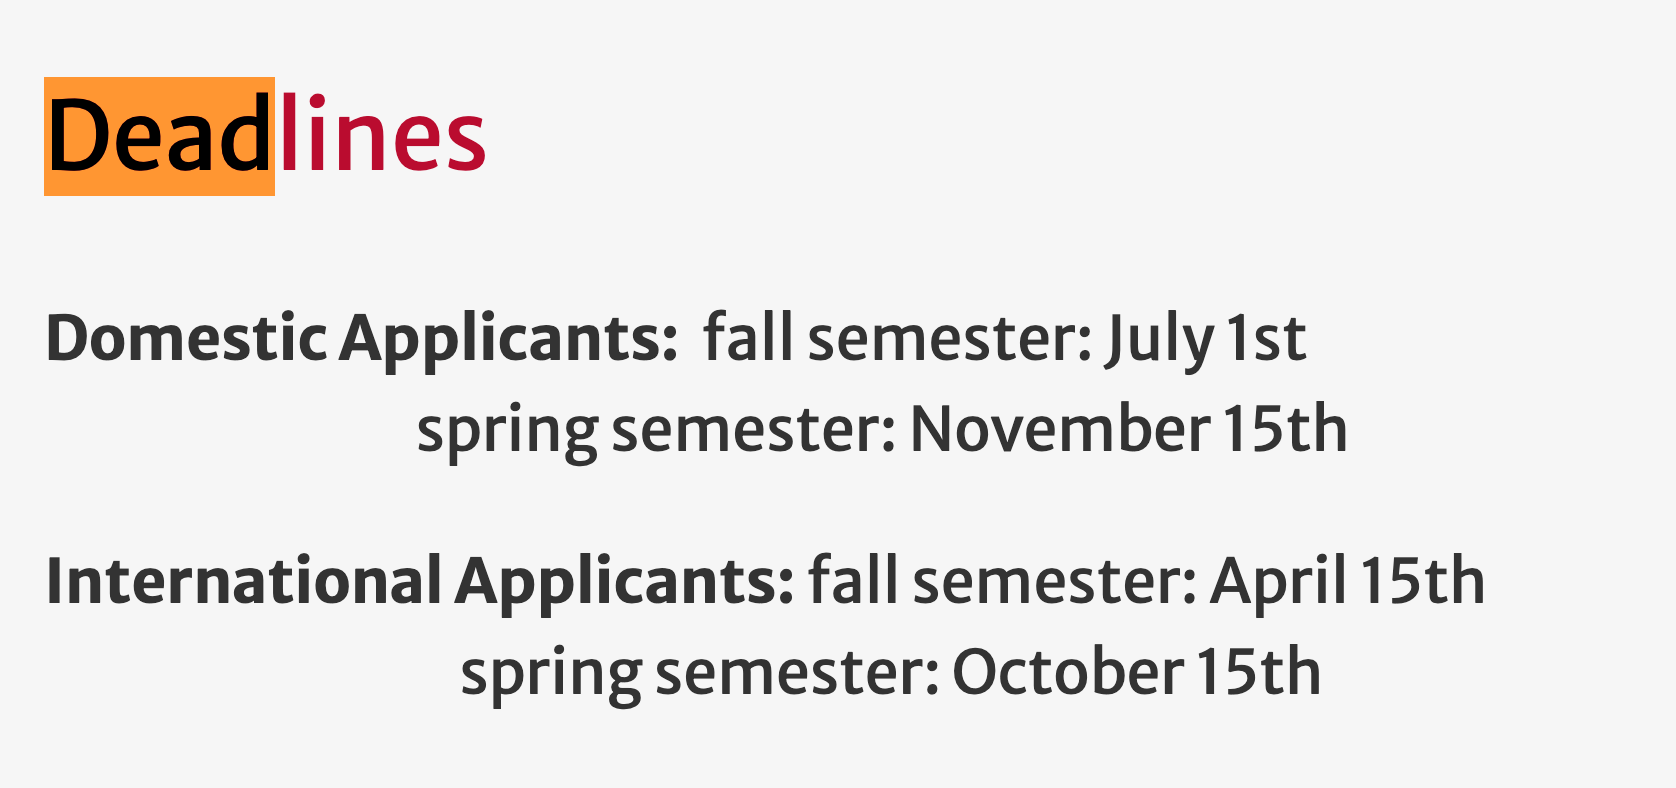 Deadlines
Domestic Applicants: fall semester: July 1st
spring semester: November 15th
International Applicants: fall semester: April 15th
spring semester: October 15th